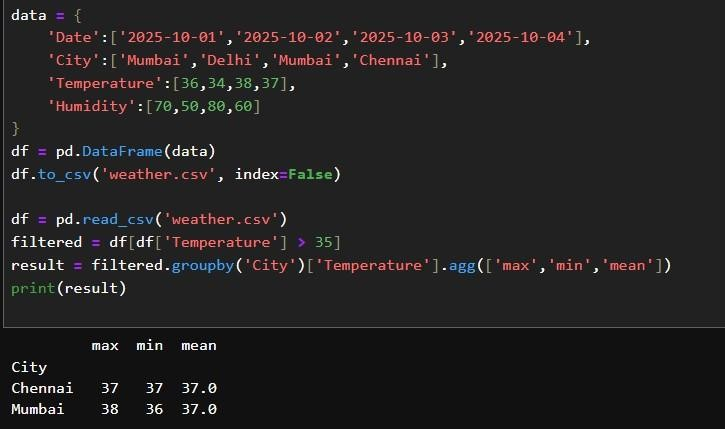 data = {
    'Date':['2025-10-01','2025-10-02','2025-10-03','2025-10-04'],
    'City':['Mumbai','Delhi','Mumbai','Chennai'],
    'Temperature':[36,34,38,37],
    'Humidity':[70,50,80,60]
}
df = pd.DataFrame(data)
df.to_csv('weather.csv', index=False)

df = pd.read_csv('weather.csv')
filtered = df[df['Temperature'] > 35]
result = filtered.groupby('City')['Temperature'].agg(['max','min','mean'])
print(result)

         max  min  mean
City
Chennai   37   37  37.0
Mumbai    38   36  37.0